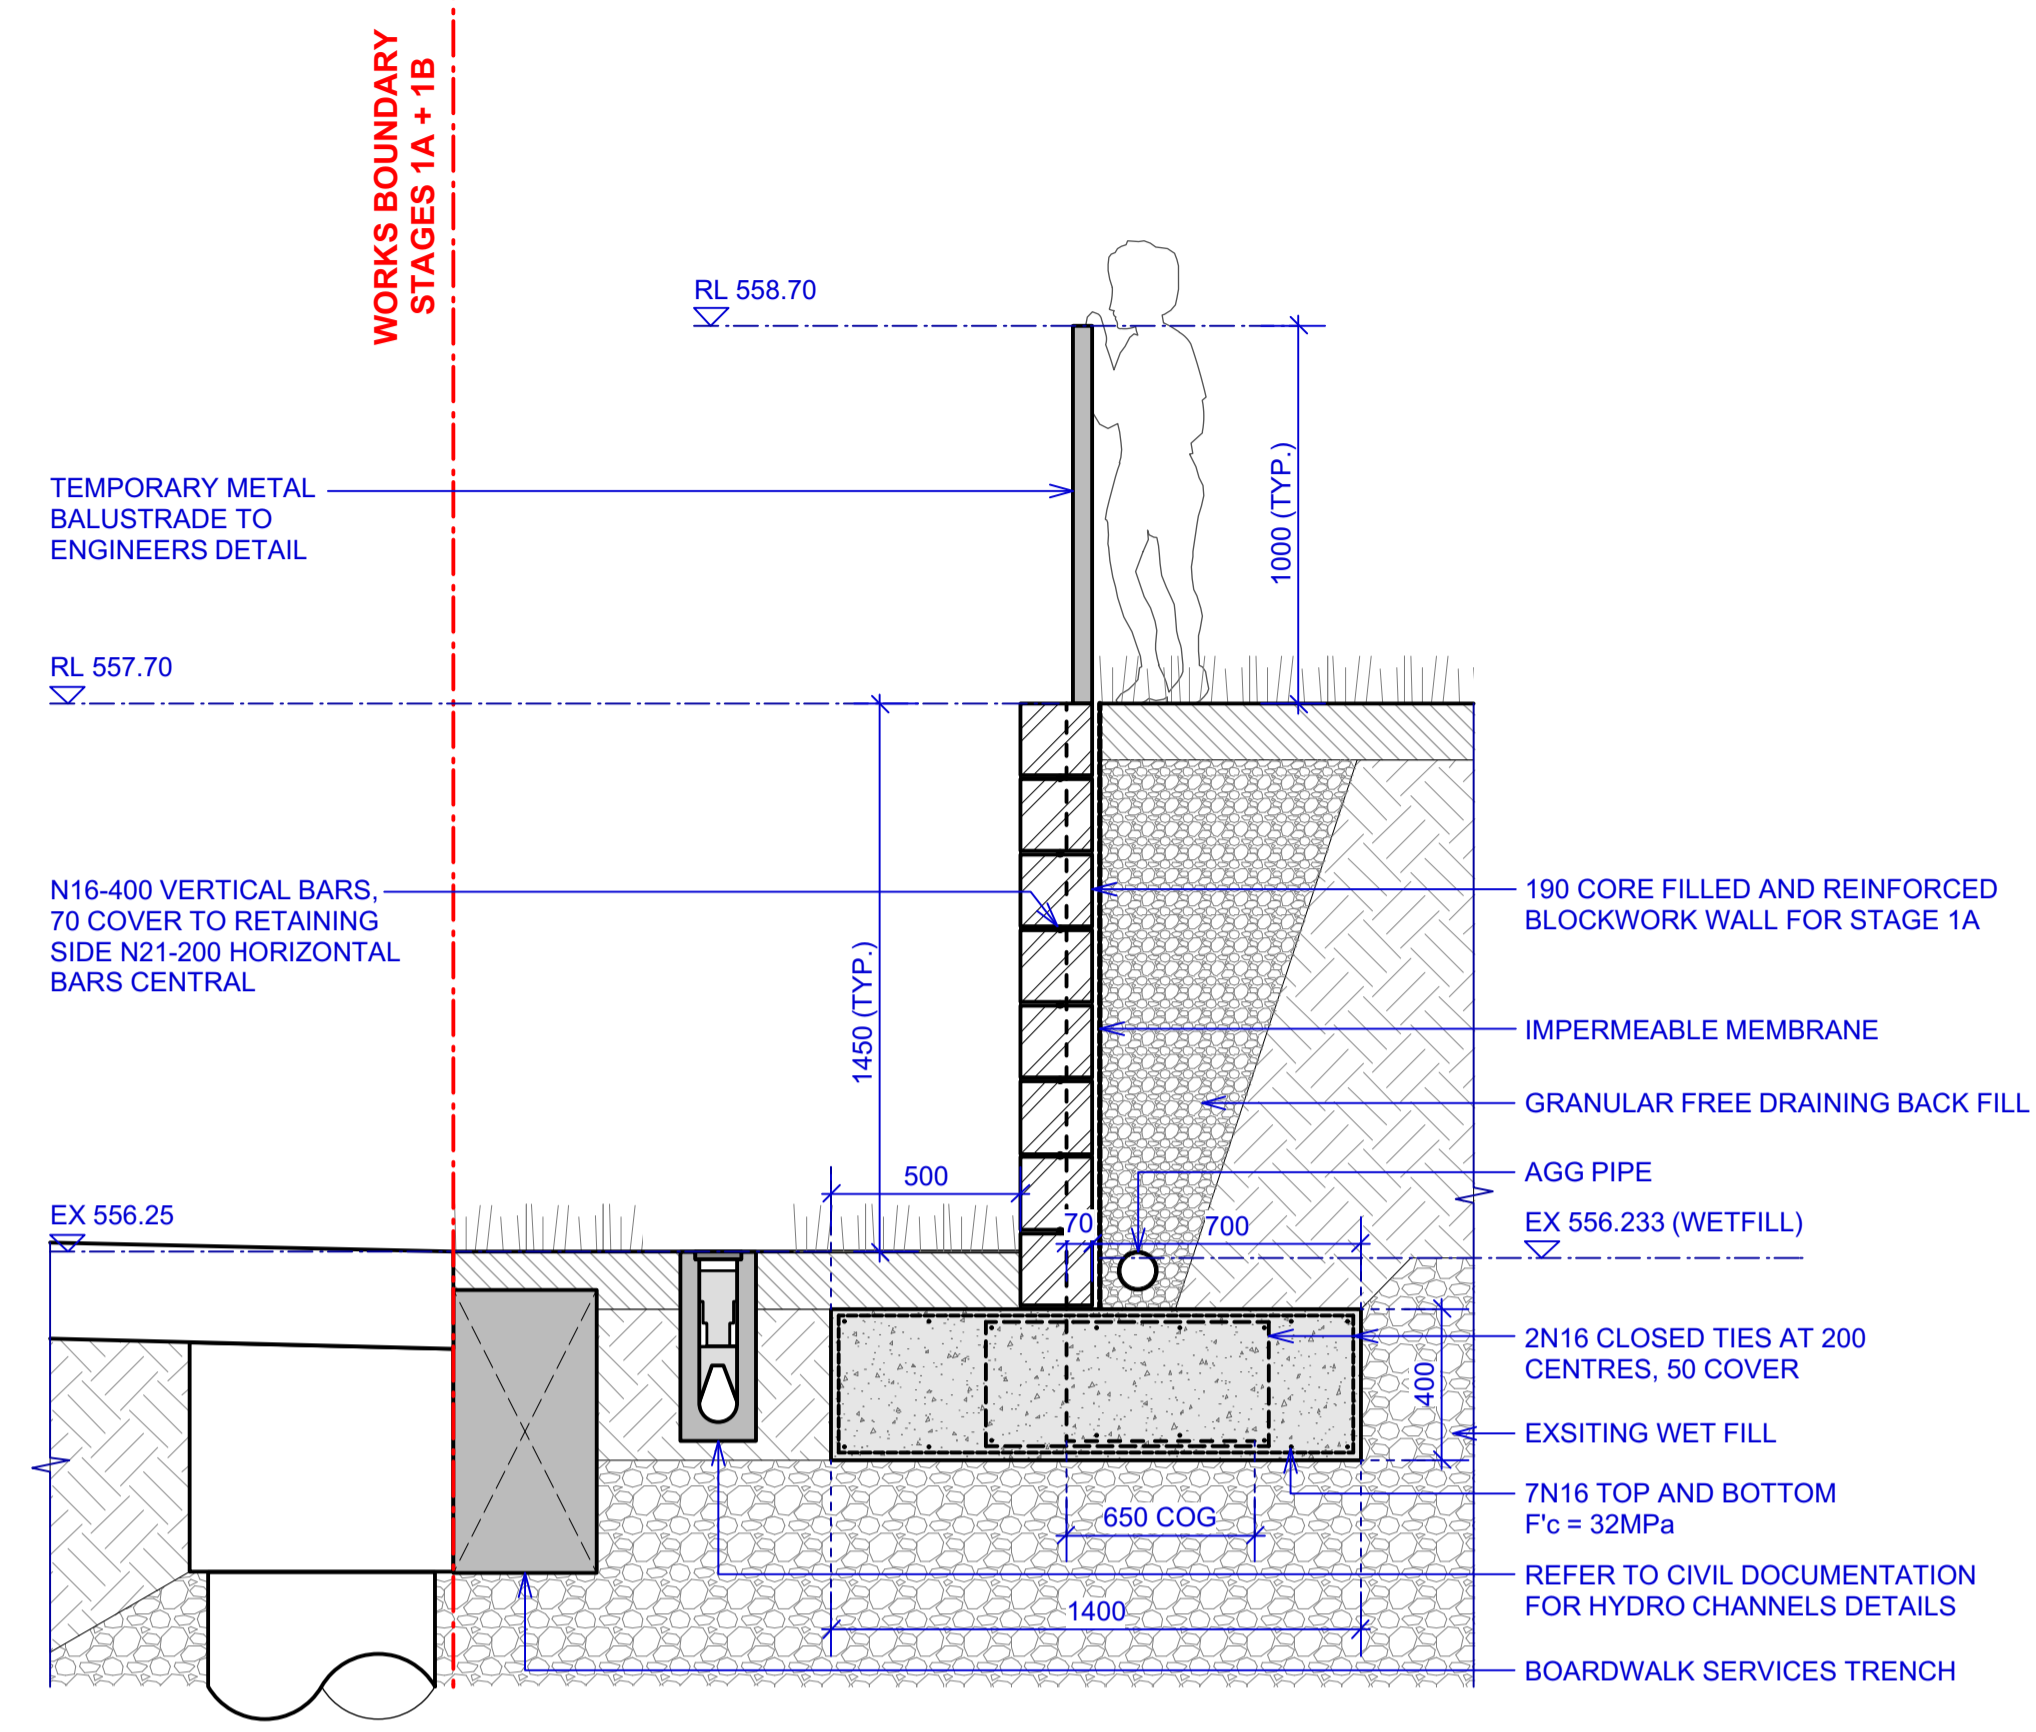 WORKS BOUNDARY
STAGES 1A + 1B
RL 558.70
1000 (TYP.)
TEMPORARY METAL
BALUSTRADE TO
ENGINEERS DETAIL
RL 557.70
N16-400 VERTICAL BARS,
70 COVER TO RETAINING
SIDE N21-200 HORIZONTAL
BARS CENTRAL
1450 (TYP.)
190 CORE FILLED AND REINFORCED
BLOCKWORK WALL FOR STAGE 1A
IMPERMEABLE MEMBRANE
GRANULAR FREE DRAINING BACK FILL
AGG PIPE
500
EX 556.25
70
700
EX 556.233 (WETFILL)
2N16 CLOSED TIES AT 200
CENTRES, 50 COVER
400
EXSITING WET FILL
7N16 TOP AND BOTTOM
F'c = 32MPa
650 COG
REFER TO CIVIL DOCUMENTATION
FOR HYDRO CHANNELS DETAILS
1400
BOARDWALK SERVICES TRENCH